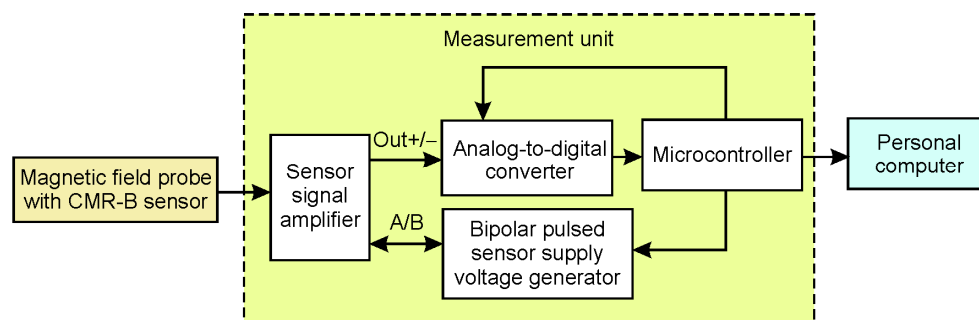 Measurement unit
Magnetic field probe
with CMR-B sensor
Sensor
signal
amplifier
Out+/−
A/B
Analog-to-digital
converter
Bipolar pulsed
sensor supply
voltage generator
Microcontroller
Personal
computer